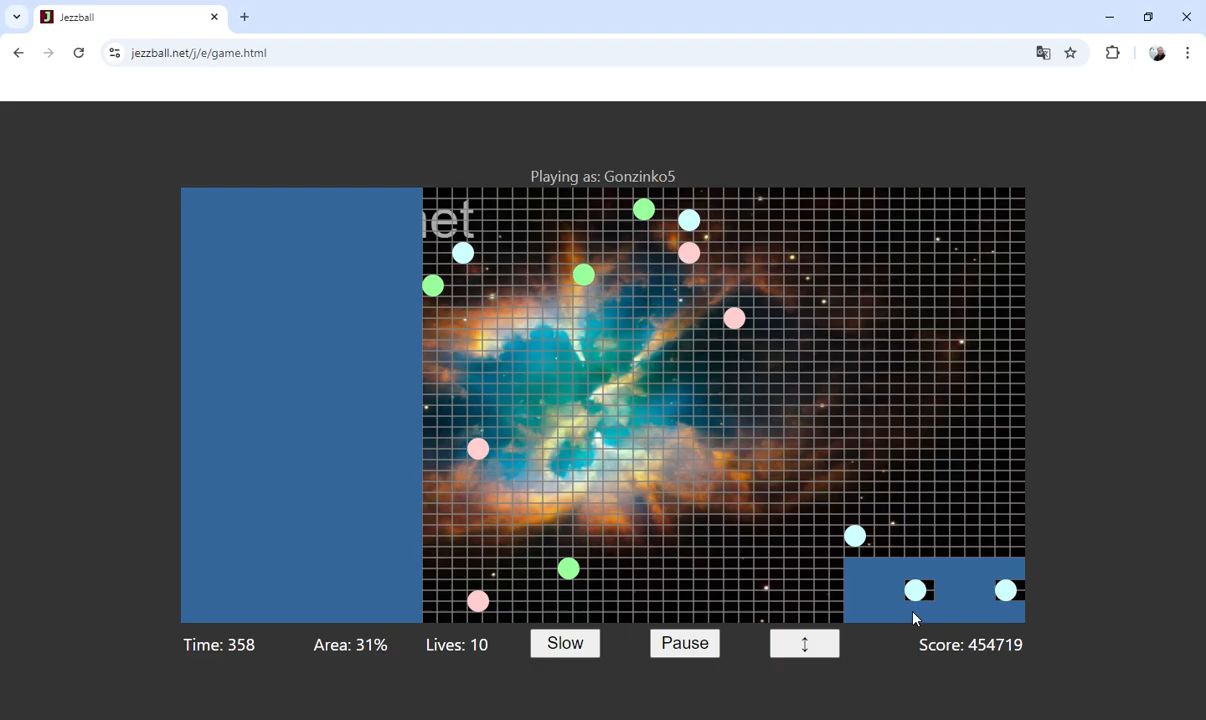 Jezzball
jezzball.net/j/e/game.html
Playing as: Gonzinko5
net
Time: 358 Area: 31% Lives: 10 Slow Pause ↕ Score: 454719